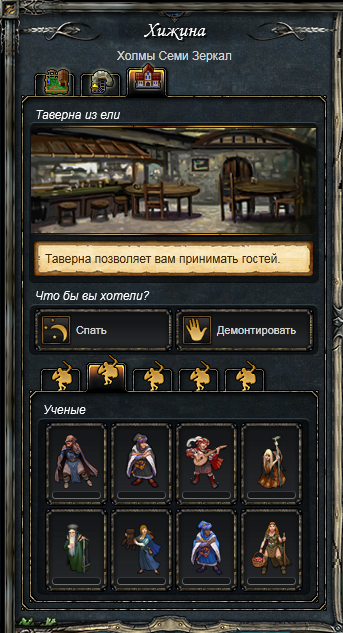 Хижина
Холмы Семи Зеркал
Таверна из ели
Таверна позволяет вам принимать гостей.
Что бы вы хотели?
Спать
Демонтировать
Ученые